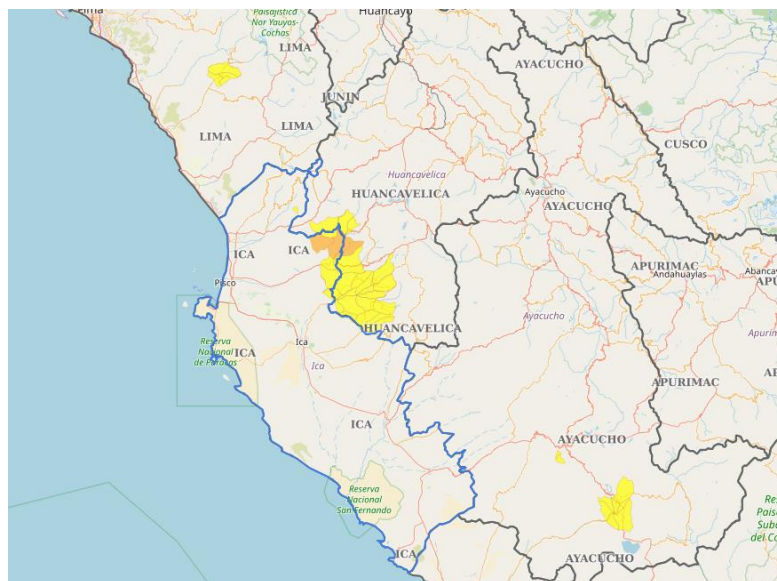 Lima
Paisajística
Nor Yauyos-
Cochas
Huancayo
LIMA
AYACUCHO
JUNIN
LIMA
LIMA
CUSCO
Huancavelica
HUANCAVELICA
Ayacucho
AYACUCHO
ICA
ICA
APURIMAC
Andahuaylas
Abancay
Pisco
Ayacucho
HUANCAVELICA
Reserva
Nacional
de Paracas
ICA
Ica
Ica
APURIMAC
ICA
AYACUCHO
Reserva
Nacional
San Fernando
ICA
AYACUCHO